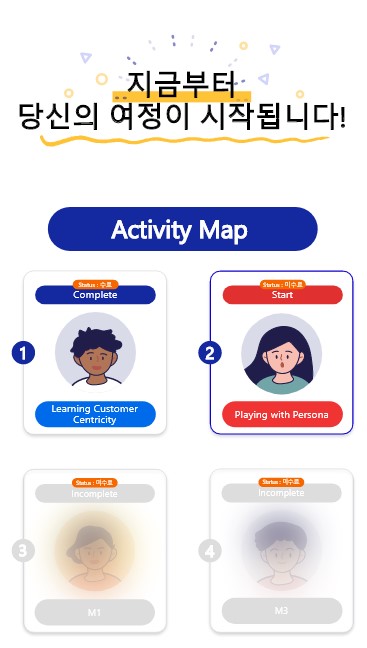 지금부터
당신의 여정이 시작됩니다!
Activity Map
Status : 수료
Complete
1
Learning Customer
Centricity
Status : 미수료
Start
2
Playing with Persona
Status : 미수료
Incomplete
3
M1
Status : 미수료
Incomplete
4
M3